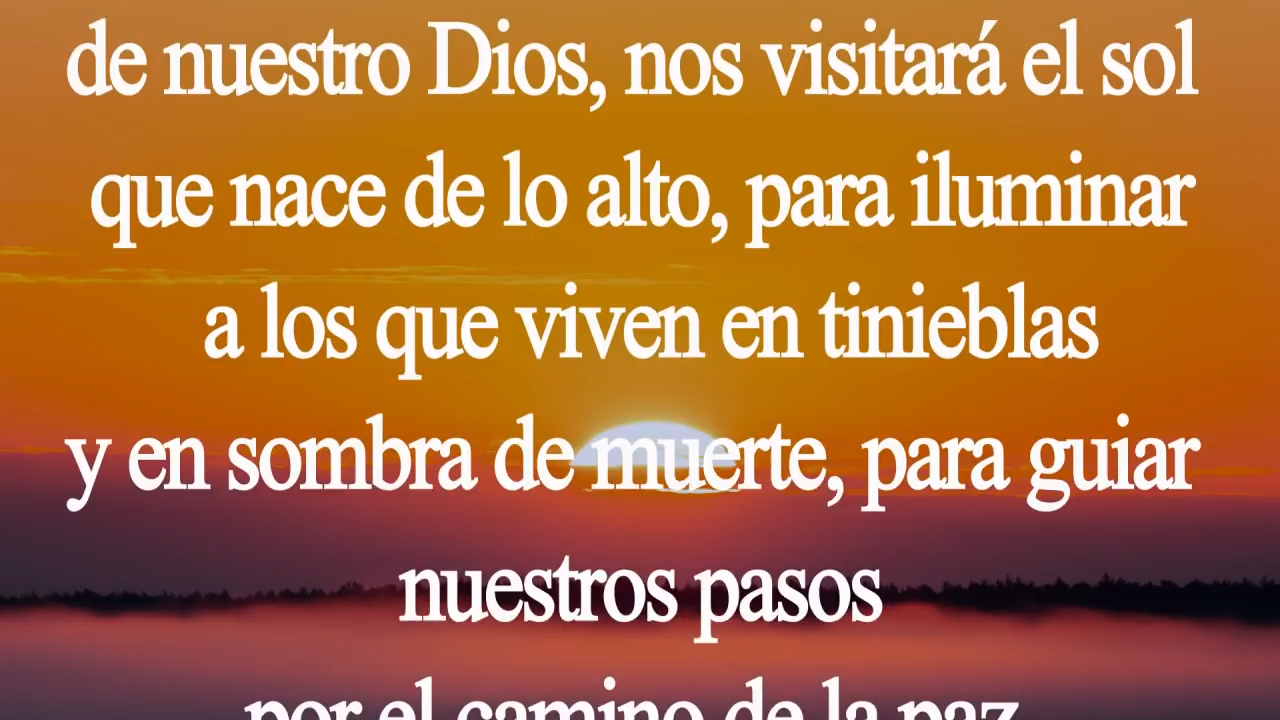 de nuestro Dios, nos visitará el sol
que nace de lo alto, para iluminar
a los que viven en tinieblas
y en sombra de muerte, para guiar
nuestros pasos
por el camino de la paz